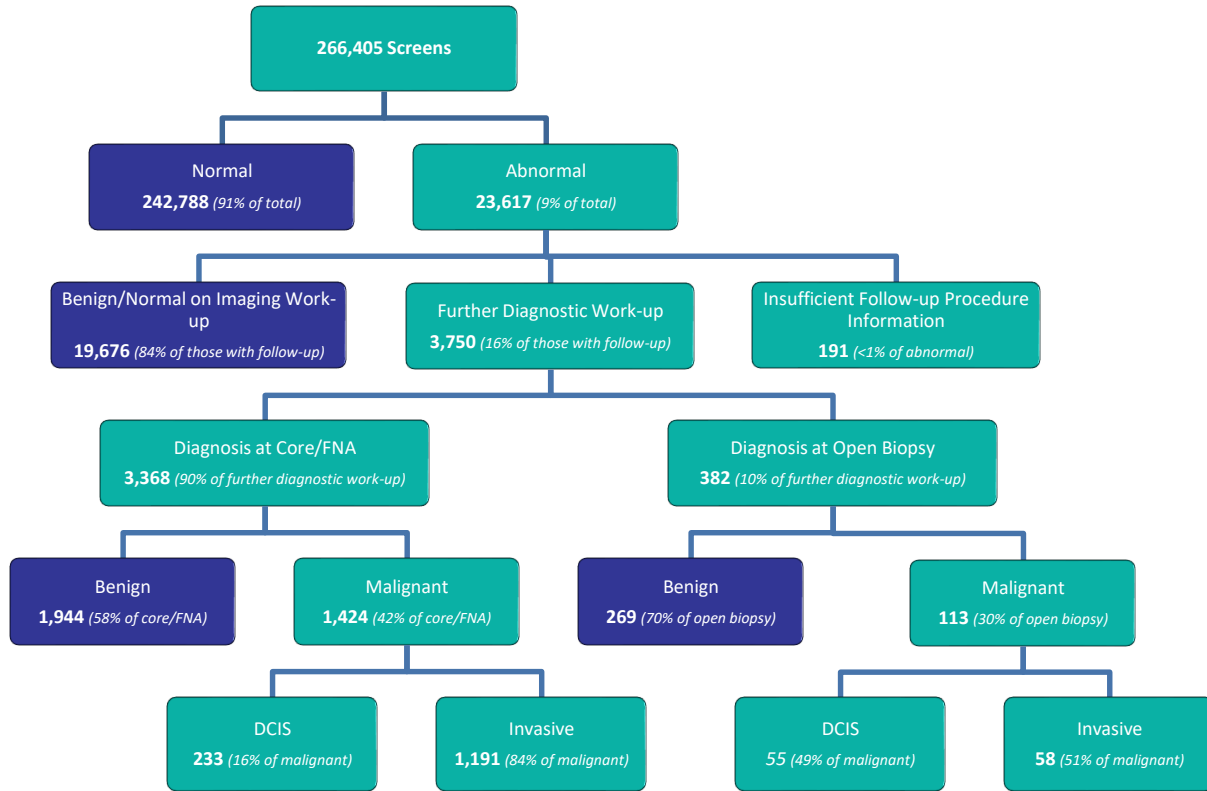 266,405 Screens
Normal
242,788 (91% of total)
Abnormal
23,617 (9% of total)
Benign/Normal on Imaging Work-
up
19,676 (84% of those with follow-up)
Further Diagnostic Work-up
3,750 (16% of those with follow-up)
Insufficient Follow-up Procedure
Information
191 (<1% of abnormal)
Diagnosis at Core/FNA
3,368 (90% of further diagnostic work-up)
Diagnosis at Open Biopsy
382 (10% of further diagnostic work-up)
Benign
1,944 (58% of core/FNA)
Malignant
1,424 (42% of core/FNA)
Benign
269 (70% of open biopsy)
Malignant
113 (30% of open biopsy)
DCIS
233 (16% of malignant)
Invasive
1,191 (84% of malignant)
DCIS
55 (49% of malignant)
Invasive
58 (51% of malignant)